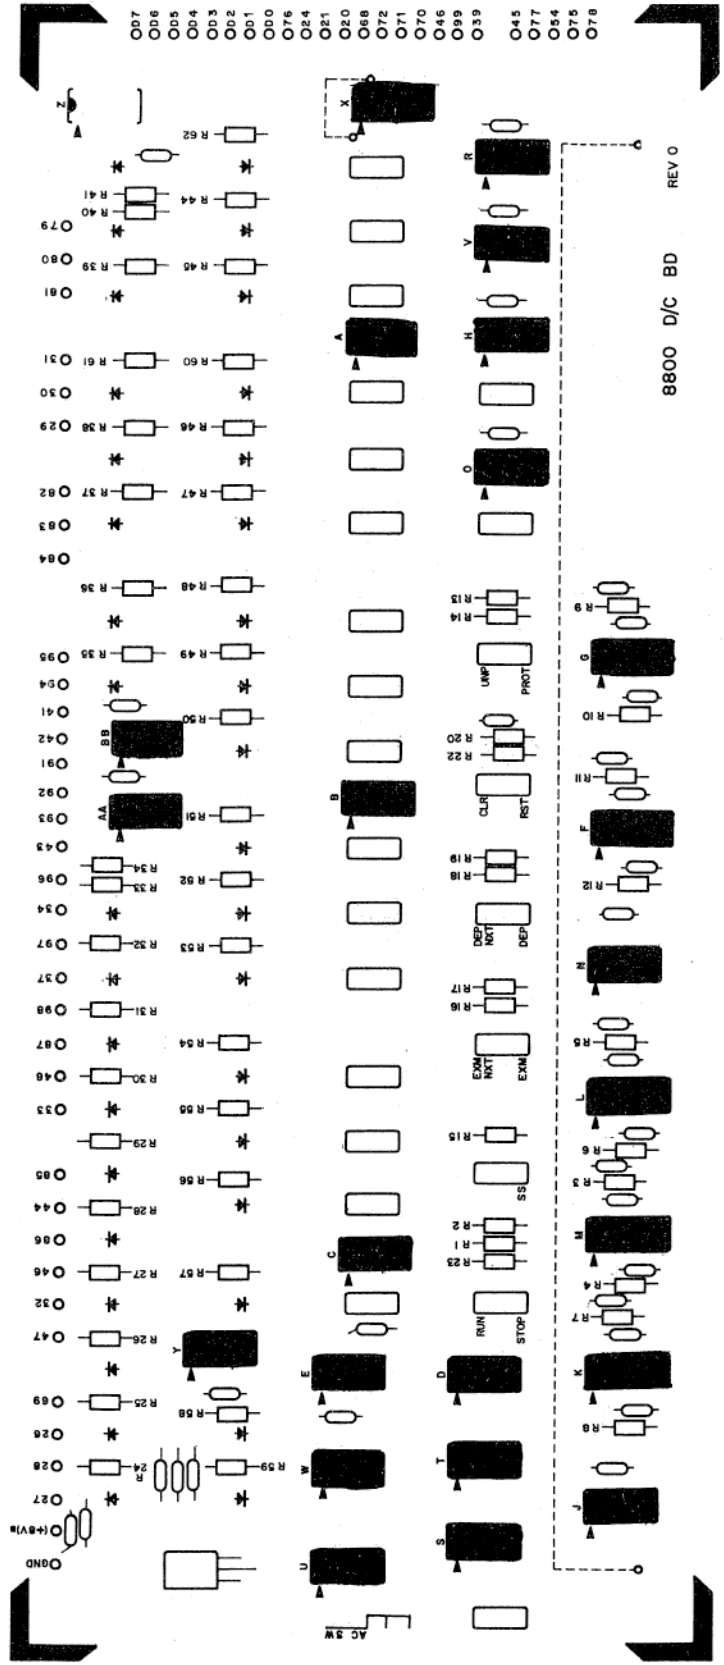 D7
D6
D5
D4
D3
D2
D1
D0
76
24
21
20
68
72
71
70
46
99
39
45
77
54
75
78
Z
X
R 62
R
REV 0
R 41
R 44
R 40
79
V
80
R 39
R 45
8800 D/C BD
81
A
H
31
R 61
R 60
30
29
R 38
R 46
O
82
R 37
R 47
83
84
R 36
R 48
R 13
R 9
R 14
95
R 35
R 49
UNP
PROT
G
94
41
R 50
R 10
42
BB
R 20
91
R 22
92
R 11
93
AA
R 51
B
CLR
RST
F
43
R 34
R 19
96
R 33
R 52
R 18
R 12
34
97
R 32
R 53
DEP NXT
DEP
37
N
R 17
98
R 31
R 16
87
R 54
EXM NXT
EXM
R 5
48
R 30
33
R 55
L
R 29
R 15
R 6
85
R 56
SS
R 3
44
R 28
86
R 2
R 1
M
C
R 23
46
R 27
R 57
R 4
32
RUN
STOP
R 7
47
R 26
Y
E
D
K
69
R 25
R 58
R 8
26
28
R 24
R 59
W
T
27
J
(+8V)B
S
GND
U
AC SW